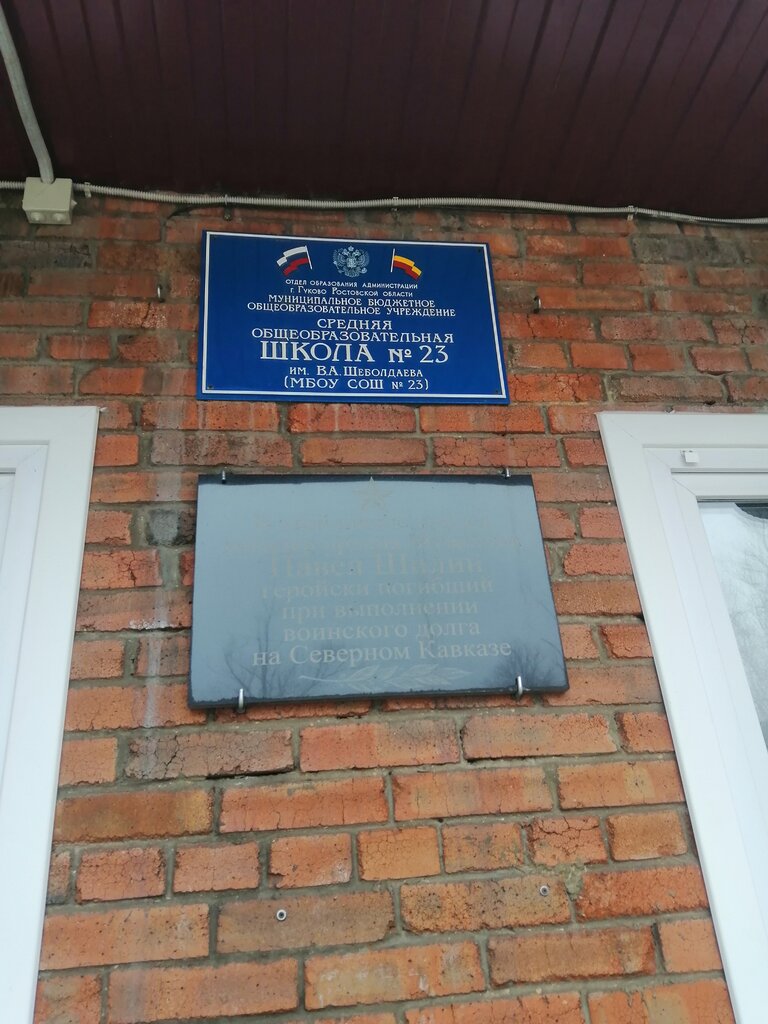 ОТДЕЛ ОБРАЗОВАНИЯ АДМИНИСТРАЦИИ
г. Гуково Ростовской области
МУНИЦИПАЛЬНОЕ БЮДЖЕТНОЕ
ОБЩЕОБРАЗОВАТЕЛЬНОЕ УЧРЕЖДЕНИЕ
СРЕДНЯЯ
ОБЩЕОБРАЗОВАТЕЛЬНАЯ
ШКОЛА № 23
ИМ. В.А. ШЕБОЛДАЕВА
(МБОУ СОШ № 23)
Павел Шилин
геройски погибший
при выполнении
воинского долга
на Северном Кавказе